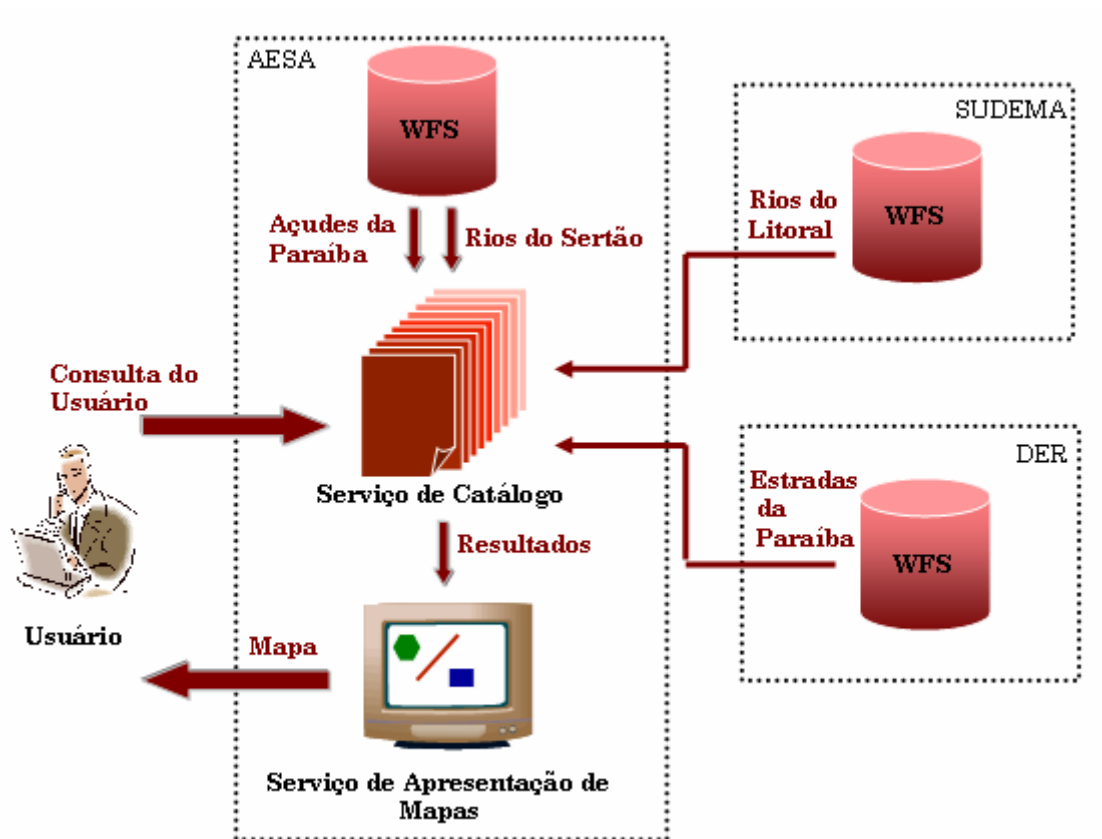 AESA
WFS
Açudes da
Paraíba
Rios do Sertão
SUDEMA
Rios do
Litoral
WFS
Consulta do
Usuário
Serviço de Catálogo
DER
Estradas
da
Paraíba
WFS
Resultados
Usuário
Mapa
Serviço de Apresentação de
Mapas